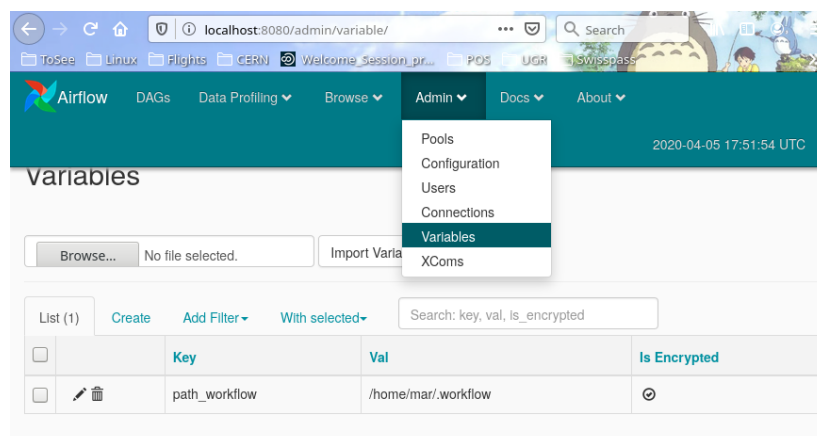 localhost:8080/admin/variable/ Search
ToSee Linux Flights CERN Welcome_Session_pr... POS UGR Swisspass
Airflow DAGs Data Profiling Browse Admin Docs About
Pools
2020-04-05 17:51:54 UTC
Configuration
Users
Connections
Variables
XComs
Variables
Browse... No file selected. Import Varia
List (1) Create Add Filter With selected Search: key, val, is_encrypted
Key Val Is Encrypted
path_workflow /home/mar/.workflow